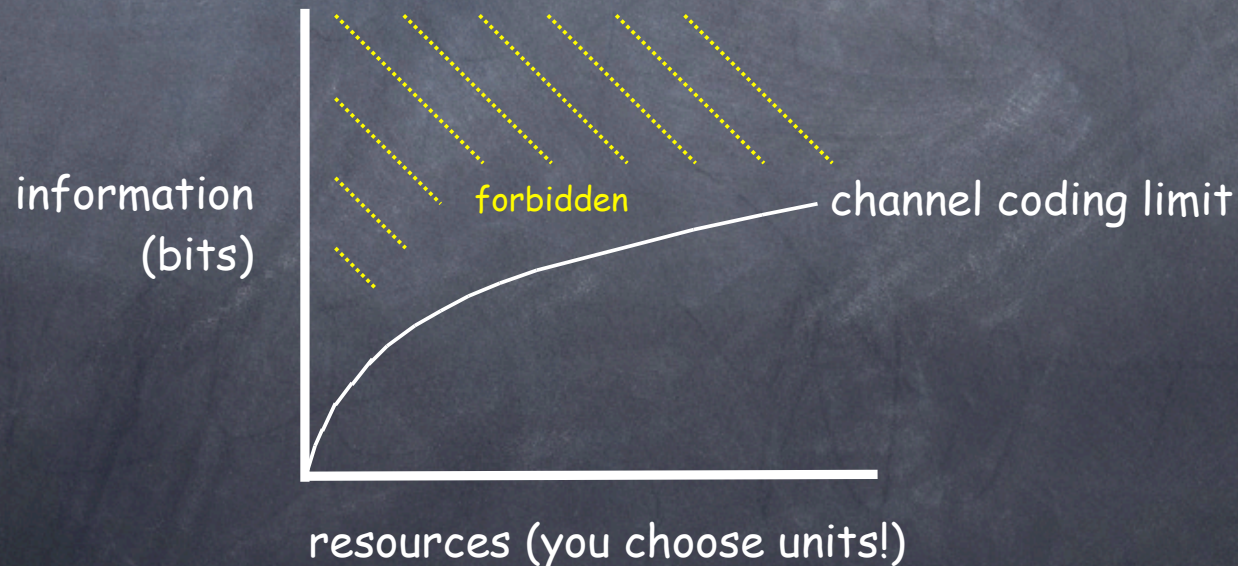 information
(bits)
forbidden
channel coding limit
resources (you choose units!)